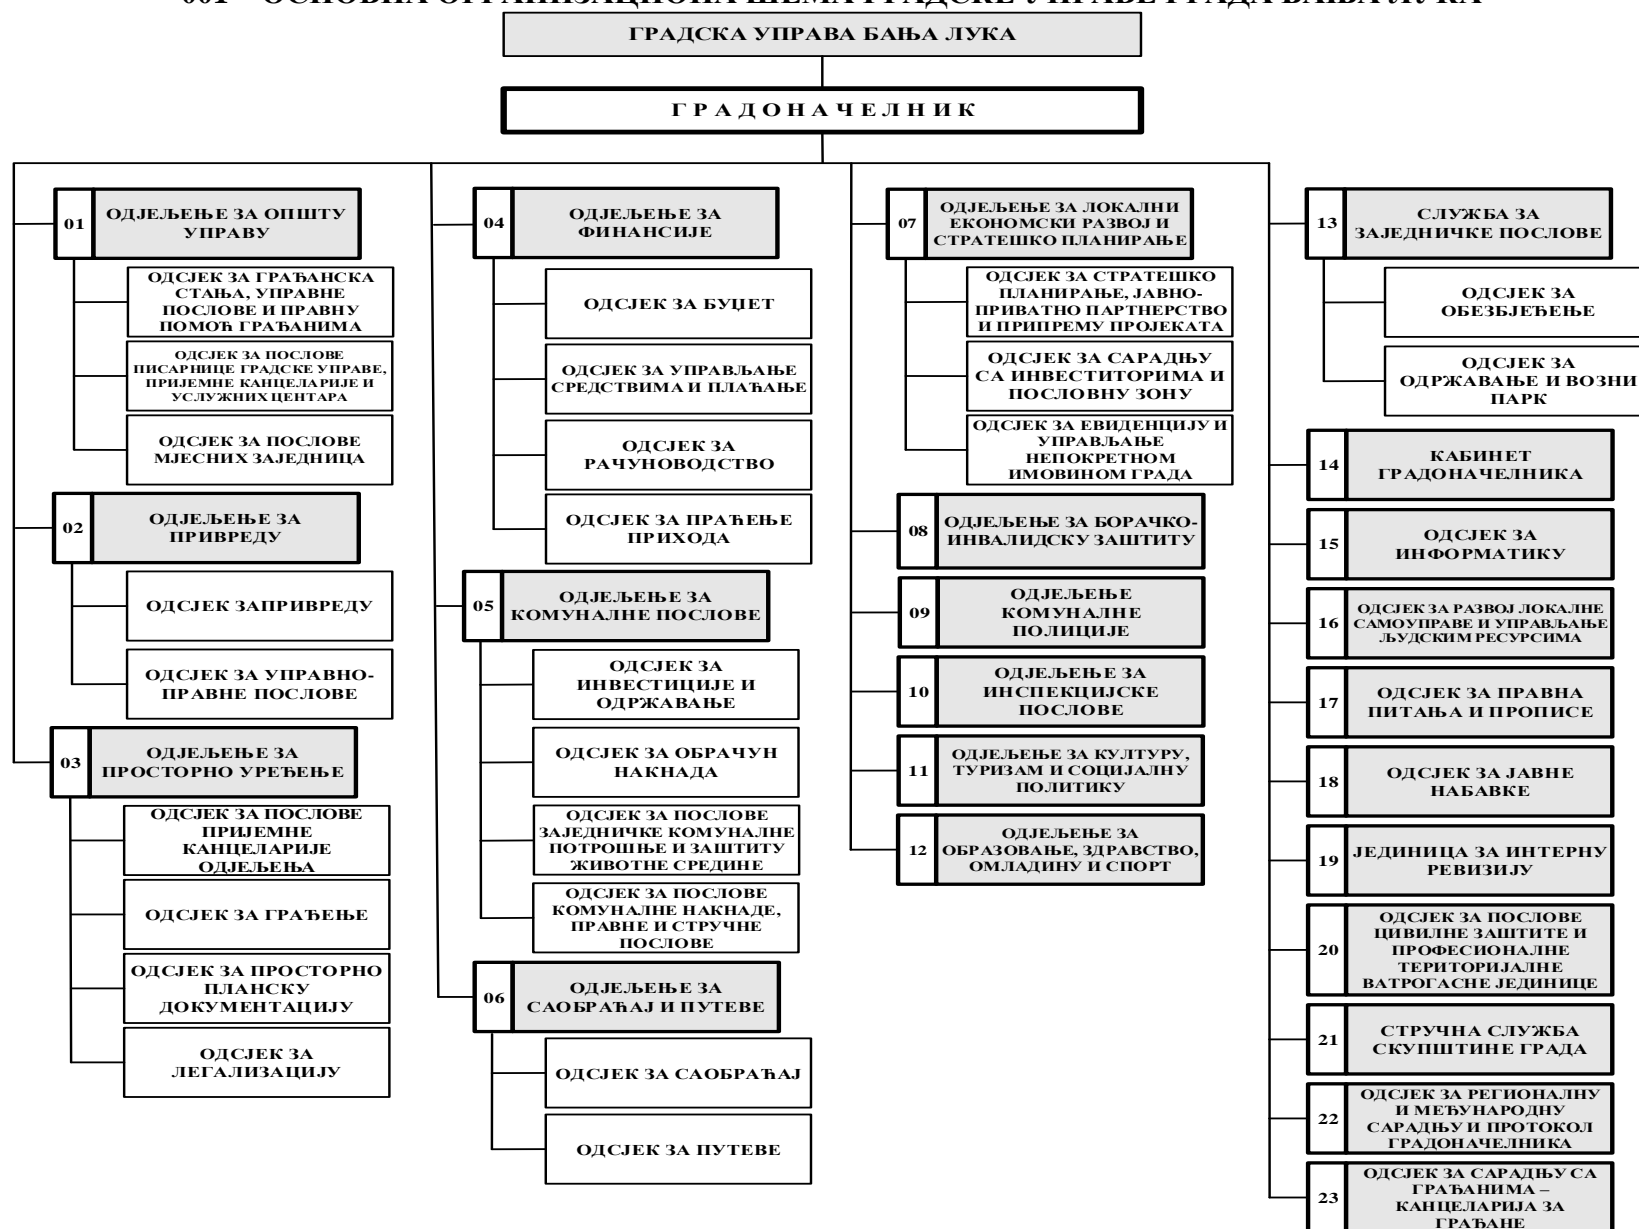 001 – ОСНОВНА ОРГАНИЗАЦИОНА ШЕМА ГРАДСКЕ УПРАВЕ ГРАДА БАЊА ЛУКА
ГРАДСКА УПРАВА БАЊА ЛУКА
Г Р А Д О Н А Ч Е Л Н И К
01
ОДЈЕЉЕЊЕ ЗА ОПШТУ
УПРАВУ
ОДСЈЕК ЗА ГРАЂАНСКА
СТАЊА, УПРАВНЕ
ПОСЛОВЕ И ПРАВНУ
ПОМОЋ ГРАЂАНИМА
ОДСЈЕК ЗА ПОСЛОВЕ
ПИСАРНИЦЕ ГРАДСКЕ УПРАВЕ,
ПРИЈЕМНЕ КАНЦЕЛАРИЈЕ И
УСЛУЖНИХ ЦЕНТАРА
ОДСЈЕК ЗА ПОСЛОВЕ
МЈЕСНИХ ЗАЈЕДНИЦА
02
ОДЈЕЉЕЊЕ ЗА
ПРИВРЕДУ
ОДСЈЕК ЗАПРИВРЕДУ
ОДСЈЕК ЗА УПРАВНО-
ПРАВНЕ ПОСЛОВЕ
03
ОДЈЕЉЕЊЕ ЗА
ПРОСТОРНО УРЕЂЕЊЕ
ОДСЈЕК ЗА ПОСЛОВЕ
ПРИЈЕМНЕ
КАНЦЕЛАРИЈЕ
ОДЈЕЉЕЊА
ОДСЈЕК ЗА ГРАЂЕЊЕ
ОДСЈЕК ЗА ПРОСТОРНО
ПЛАНСКУ
ДОКУМЕНТАЦИЈУ
ОДСЈЕК ЗА
ЛЕГАЛИЗАЦИЈУ
04
ОДЈЕЉЕЊЕ ЗА
ФИНАНСИЈЕ
ОДСЈЕК ЗА БУЏЕТ
ОДСЈЕК ЗА УПРАВЉАЊЕ
СРЕДСТВИМА И ПЛАЋАЊЕ
ОДСЈЕК ЗА
РАЧУНОВОДСТВО
ОДСЈЕК ЗА ПРАЋЕЊЕ
ПРИХОДА
05
ОДЈЕЉЕЊЕ ЗА
КОМУНАЛНЕ ПОСЛОВЕ
ОДСЈЕК ЗА
ИНВЕСТИЦИЈЕ И
ОДРЖАВАЊЕ
ОДСЈЕК ЗА ОБРАЧУН
НАКНАДА
ОДСЈЕК ЗА ПОСЛОВЕ
ЗАЈЕДНИЧКЕ КОМУНАЛНЕ
ПОТРОШЊЕ И ЗАШТИТУ
ЖИВОТНЕ СРЕДИНЕ
ОДСЈЕК ЗА ПОСЛОВЕ
КОМУНАЛНЕ НАКНАДЕ,
ПРАВНЕ И СТРУЧНЕ
ПОСЛОВЕ
06
ОДЈЕЉЕЊЕ ЗА
САОБРАЋАЈ И ПУТЕВЕ
ОДСЈЕК ЗА САОБРАЋАЈ
ОДСЈЕК ЗА ПУТЕВЕ
07
ОДЈЕЉЕЊЕ ЗА ЛОКАЛНИ
ЕКОНОМСКИ РАЗВОЈ И
СТРАТЕШКО ПЛАНИРАЊЕ
ОДСЈЕК ЗА СТРАТЕШКО
ПЛАНИРАЊЕ, ЈАВНО-
ПРИВАТНО ПАРТНЕРСТВО
И ПРИПРЕМУ ПРОЈЕКАТА
ОДСЈЕК ЗА САРАДЊУ
СА ИНВЕСТИТОРИМА И
ПОСЛОВНУ ЗОНУ
ОДСЈЕК ЗА ЕВИДЕНЦИЈУ И
УПРАВЉАЊЕ
НЕПОКРЕТНОМ
ИМОВИНОМ ГРАДА
08
ОДЈЕЉЕЊЕ ЗА БОРАЧКО-
ИНВАЛИДСКУ ЗАШТИТУ
09
ОДЈЕЉЕЊЕ
КОМУНАЛНЕ
ПОЛИЦИЈЕ
10
ОДЈЕЉЕЊЕ ЗА
ИНСПЕКЦИЈСКЕ
ПОСЛОВЕ
11
ОДЈЕЉЕЊЕ ЗА КУЛТУРУ,
ТУРИЗАМ И СОЦИЈАЛНУ
ПОЛИТИКУ
12
ОДЈЕЉЕЊЕ ЗА
ОБРАЗОВАЊЕ, ЗДРАВСТВО,
ОМЛАДИНУ И СПОРТ
13
СЛУЖБА ЗА
ЗАЈЕДНИЧКЕ ПОСЛОВЕ
ОДСЈЕК ЗА
ОБЕЗБЈЕЂЕЊЕ
ОДСЈЕК ЗА
ОДРЖАВАЊЕ И ВОЗНИ
ПАРК
14
КАБИНЕТ
ГРАДОНАЧЕЛНИКА
15
ОДСЈЕК ЗА
ИНФОРМАТИКУ
16
ОДСЈЕК ЗА РАЗВОЈ ЛОКАЛНЕ
САМОУПРАВЕ И УПРАВЉАЊЕ
ЉУДСКИМ РЕСУРСИМА
17
ОДСЈЕК ЗА ПРАВНА
ПИТАЊА И ПРОПИСЕ
18
ОДСЈЕК ЗА ЈАВНЕ
НАБАВКЕ
19
ЈЕДИНИЦА ЗА ИНТЕРНУ
РЕВИЗИЈУ
20
ОДСЈЕК ЗА ПОСЛОВЕ
ЦИВИЛНЕ ЗАШТИТЕ И
ПРОФЕСИОНАЛНЕ
ТЕРИТОРИЈАЛНЕ
ВАТРОГАСНЕ ЈЕДИНИЦЕ
21
СТРУЧНА СЛУЖБА
СКУПШТИНЕ ГРАДА
22
ОДСЈЕК ЗА РЕГИОНАЛНУ
И МЕЂУНАРОДНУ
САРАДЊУ И ПРОТОКОЛ
ГРАДОНАЧЕЛНИКА
23
ОДСЈЕК ЗА САРАДЊУ СА
ГРАЂАНИМА –
КАНЦЕЛАРИЈА ЗА
ГРАЂАНЕ